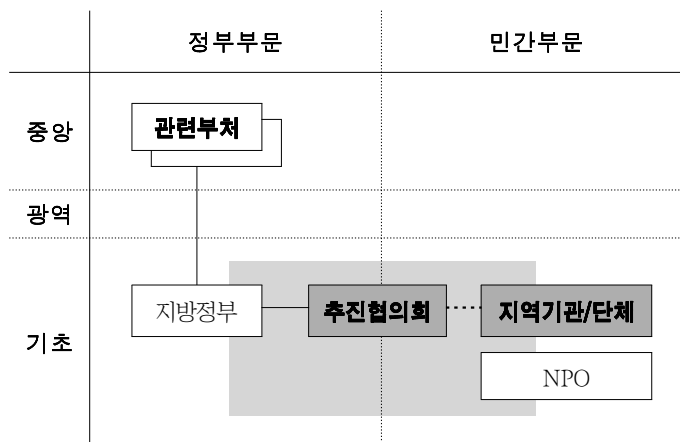 정부부문
민간부문
중앙
관련부처
광역
기초
지방정부
추진협의회
지역기관/단체
NPO